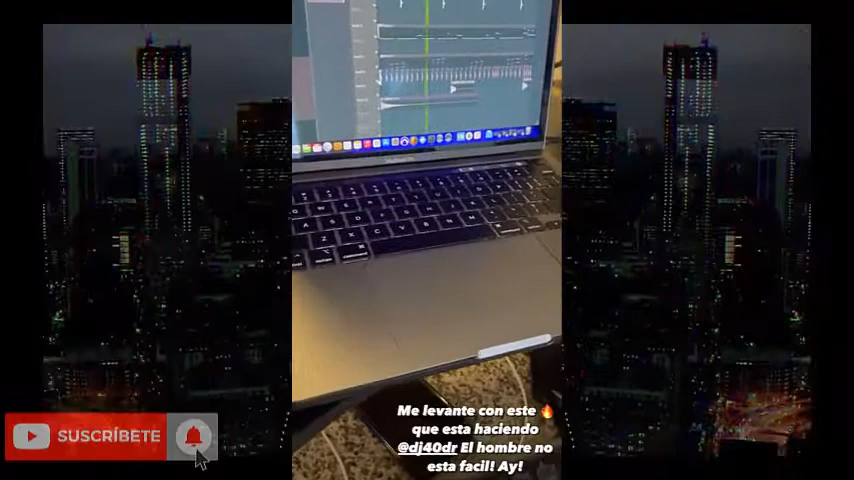 Me levante con este 🔥
que esta haciendo
@dj40dr El hombre no
esta facil! Ay!
SUSCRÍBETE